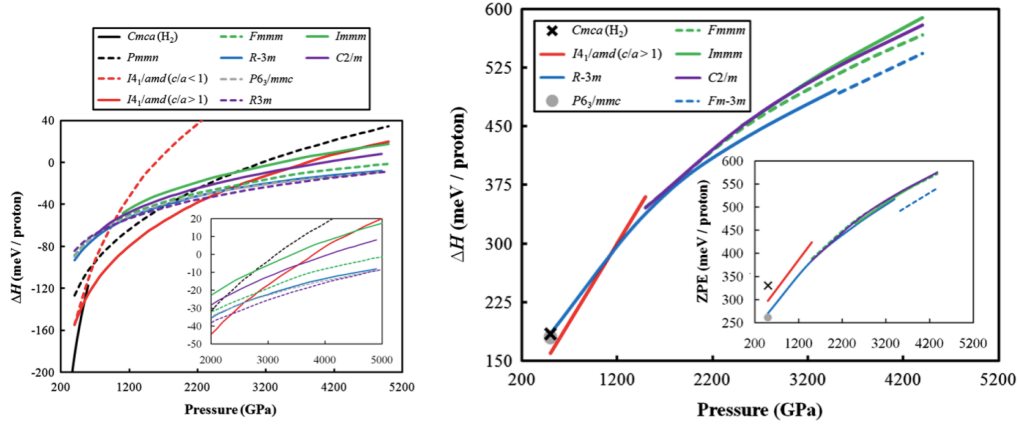 Cmca (H₂)
Fmmm
Immm
Pmmn
R-3m
C2/m
I4₁/amd (c/a < 1)
P6₃/mmc
I4₁/amd (c/a > 1)
R3m
ΔH (meV / proton)
40
0
-40
-80
-120
-160
-200
200
1200
2200
3200
4200
5200
Pressure (GPa)
20
10
0
-10
-20
-30
-40
-50
2000
3000
4000
5000
Cmca (H₂)
Fmmm
I4₁/amd (c/a > 1)
Immm
R-3m
C2/m
P6₃/mmc
Fm-3m
ΔH (meV / proton)
600
525
450
375
300
225
150
200
1200
2200
3200
4200
5200
Pressure (GPa)
ZPE (meV / proton)
600
550
500
450
400
350
300
250
200
1200
2200
3200
4200
5200